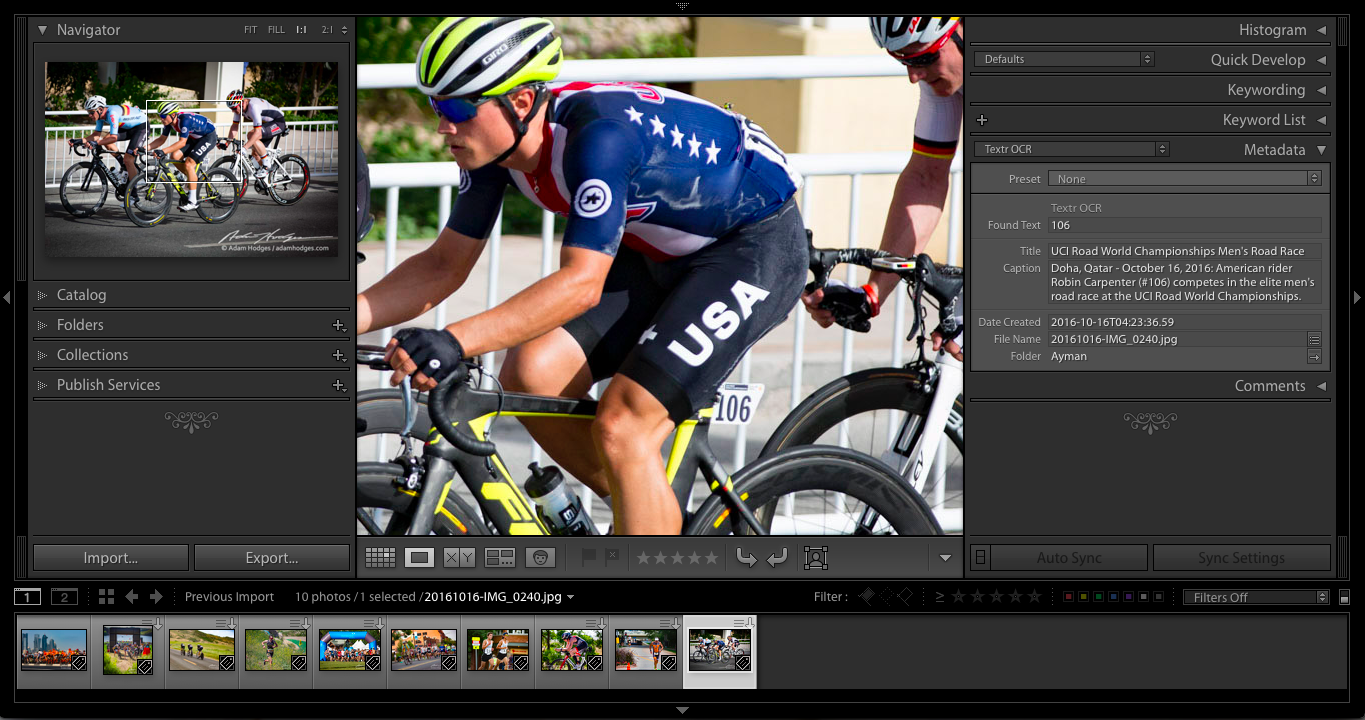 Navigator
FIT FILL 1:1 2:1
© Adam Hodges / adamhodges.com
Catalog
Folders
Collections
Publish Services
Import...
Export...
GIRO
USA
106
XY
Histogram
Defaults
Quick Develop
Keywording
Keyword List
Textr OCR
Metadata
Preset None
Textr OCR
Found Text 106
Title UCI Road World Championships Men's Road Race
Caption Doha, Qatar - October 16, 2016: American rider
Robin Carpenter (#106) competes in the elite men's
road race at the UCI Road World Championships.
Date Created 2016-10-16T04:23:36.59
File Name 20161016-IMG_0240.jpg
Folder Ayman
Comments
Auto Sync
Sync Settings
1 2
Previous Import
10 photos / 1 selected / 20161016-IMG_0240.jpg
Filter :
≥
Filters Off